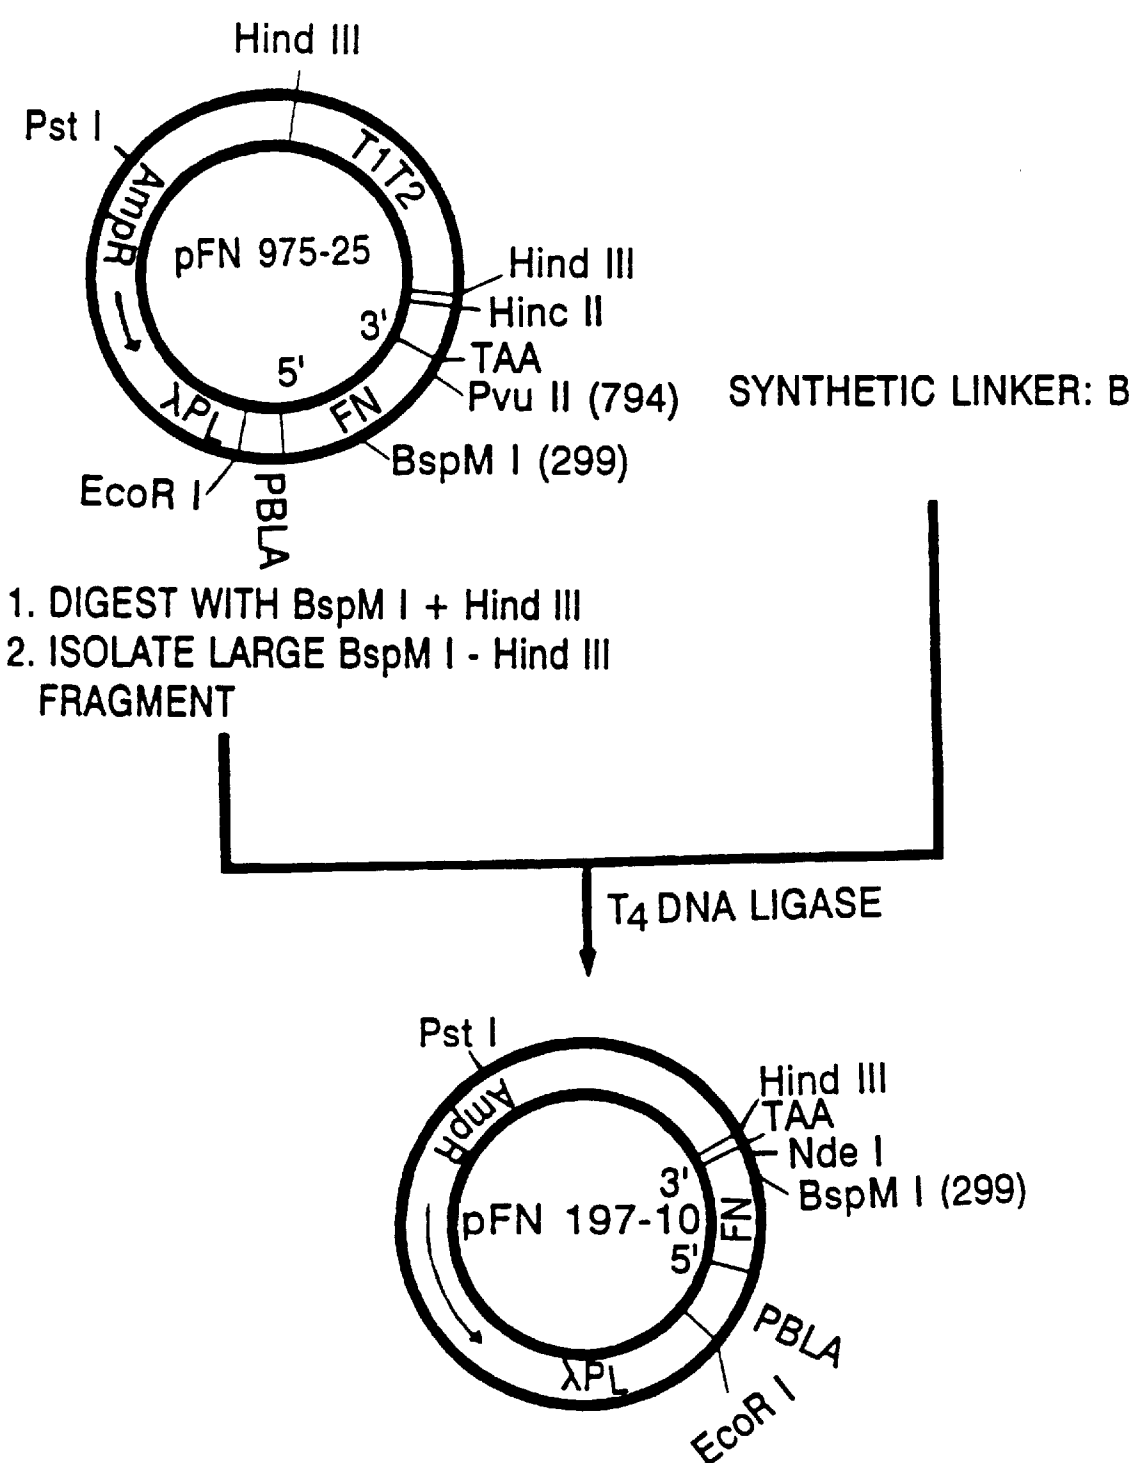 Hind III
Pst I
T1T2
AmpR
pFN 975-25
Hind III
Hinc II
3'
TAA
5'
Pvu II (794)
SYNTHETIC LINKER: B
λPL
FN
BspM I (299)
EcoR I
PBLA
1. DIGEST WITH BspM I + Hind III
2. ISOLATE LARGE BspM I - Hind III
FRAGMENT
T4 DNA LIGASE
Pst I
Hind III
AmpR
TAA
Nde I
3'
BspM I (299)
pFN 197-10
FN
5'
PBLA
λPL
EcoR I